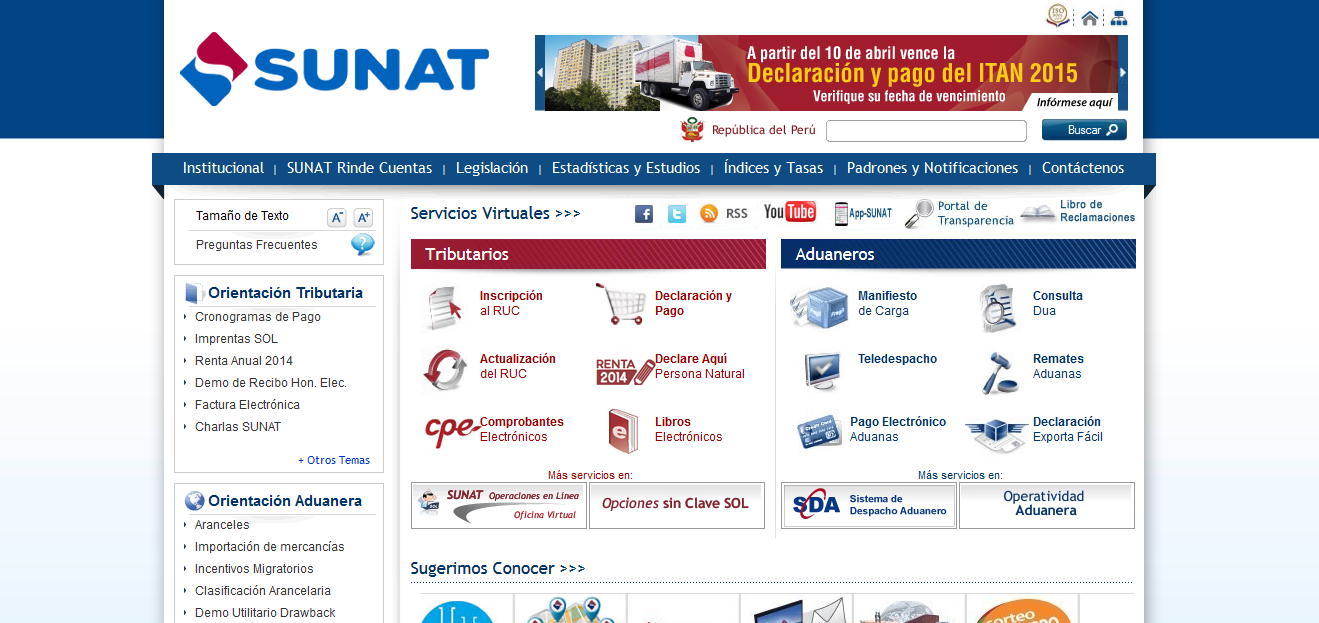 ISO
SUNAT
A partir del 10 de abril vence la
Declaración y pago del ITAN 2015
Verifique su fecha de vencimiento
Infórmese aquí
República del Perú
Buscar
Institucional | SUNAT Rinde Cuentas | Legislación | Estadísticas y Estudios | Índices y Tasas | Padrones y Notificaciones | Contáctenos
Tamaño de Texto
A-
A+
Preguntas Frecuentes
Orientación Tributaria
Cronogramas de Pago
Imprentas SOL
Renta Anual 2014
Demo de Recibo Hon. Elec.
Factura Electrónica
Charlas SUNAT
+ Otros Temas
Orientación Aduanera
Aranceles
Importación de mercancías
Incentivos Migratorios
Clasificación Arancelaria
Demo Utilitario Drawback
Servicios Virtuales >>>
RSS
YouTube
App-SUNAT
Portal de
Transparencia
Libro de
Reclamaciones
Tributarios
Inscripción
al RUC
Declaración y
Pago
Actualización
del RUC
RENTA
2014
Declare Aquí
Persona Natural
cpe
Comprobantes
Electrónicos
e
Libros
Electrónicos
Más servicios en:
SUNAT Operaciones en Línea
Oficina Virtual
Opciones sin Clave SOL
Aduaneros
Manifiesto
de Carga
Consulta
Dua
Teledespacho
Remates
Aduanas
Credit Card
Pago Electrónico
Aduanas
Declaración
Exporta Fácil
Más servicios en:
SDA
Sistema de
Despacho Aduanero
Operatividad
Aduanera
Sugerimos Conocer >>>